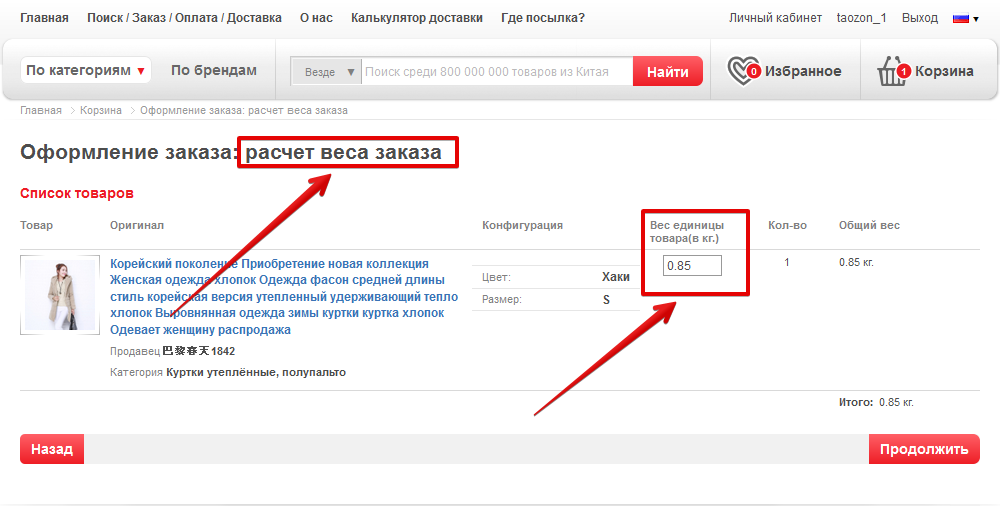 Главная Поиск / Заказ / Оплата / Доставка О нас Калькулятор доставки Где посылка? Личный кабинет taozon_1 Выход
По категориям ▼ По брендам Везде ▼ Поиск среди 800 000 000 товаров из Китая Найти 0 Избранное 1 Корзина
Главная Корзина Оформление заказа: расчет веса заказа
Оформление заказа: расчет веса заказа
Список товаров
Товар Оригинал Конфигурация Вес единицы Кол-во Общий вес
товара(в кг.)
Корейский поколение Приобретение новая коллекция 0.85 1 0.85 кг.
Женская одежда хлопок Одежда фасон средней длины Цвет: Хаки
стиль корейская версия утепленный удерживающий тепло Размер: S
хлопок Выровнянная одежда зимы куртки куртка хлопок
Одевает женщину распродажа
Продавец 巴黎春天1842
Категория Куртки утеплённые, полупальто
Итого: 0.85 кг.
Назад Продолжить